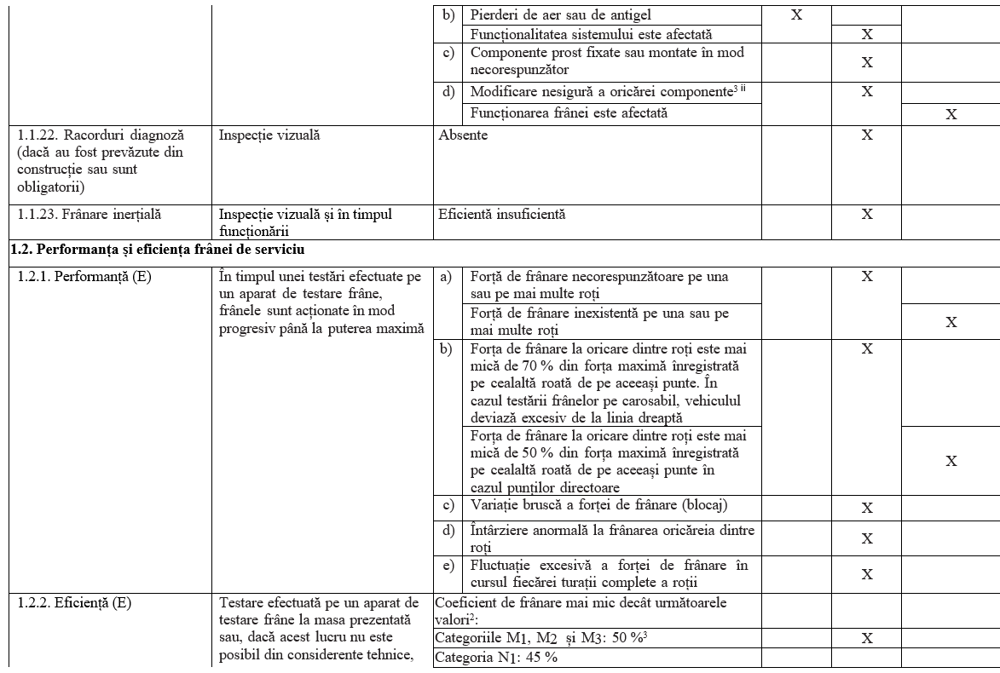 b) Pierderi de aer sau de antigel X
Funcționalitatea sistemului este afectată X
c) Componente prost fixate sau montate în mod
necorespunzător X
d) Modificare nesigură a oricărei componente³ ⁱⁱ X
Funcționarea frânei este afectată X
1.1.22. Racorduri diagnoză
(dacă au fost prevăzute din
construcție sau sunt
obligatorii)
Inspecție vizuală
Absente X
1.1.23. Frânare inerțială
Inspecție vizuală și în timpul
funcționării
Eficientă insuficientă X
1.2. Performanța și eficiența frânei de serviciu
1.2.1. Performanță (E)
În timpul unei testări efectuate pe
un aparat de testare frâne,
frânele sunt acționate în mod
progresiv până la puterea maximă
a) Forță de frânare necorespunzătoare pe una
sau pe mai multe roți X
Forță de frânare inexistentă pe una sau pe
mai multe roți X
b) Forța de frânare la oricare dintre roți este mai
mică de 70 % din forța maximă înregistrată
pe cealaltă roată de pe aceeași punte. În
cazul testării frânelor pe carosabil, vehiculul
deviază excesiv de la linia dreaptă X
Forța de frânare la oricare dintre roți este mai
mică de 50 % din forța maximă înregistrată
pe cealaltă roată de pe aceeași punte în
cazul punților directoare X
c) Variație bruscă a forței de frânare (blocaj) X
d) Întârziere anormală la frânarea oricăreia dintre
roți X
e) Fluctuație excesivă a forței de frânare în
cursul fiecărei turații complete a roții X
1.2.2. Eficiență (E)
Testare efectuată pe un aparat de
testare frâne la masa prezentată
sau, dacă acest lucru nu este
posibil din considerente tehnice,
Coeficient de frânare mai mic decât următoarele
valori²:
Categoriile M1, M2 și M3: 50 %³ X
Categoria N1: 45 %